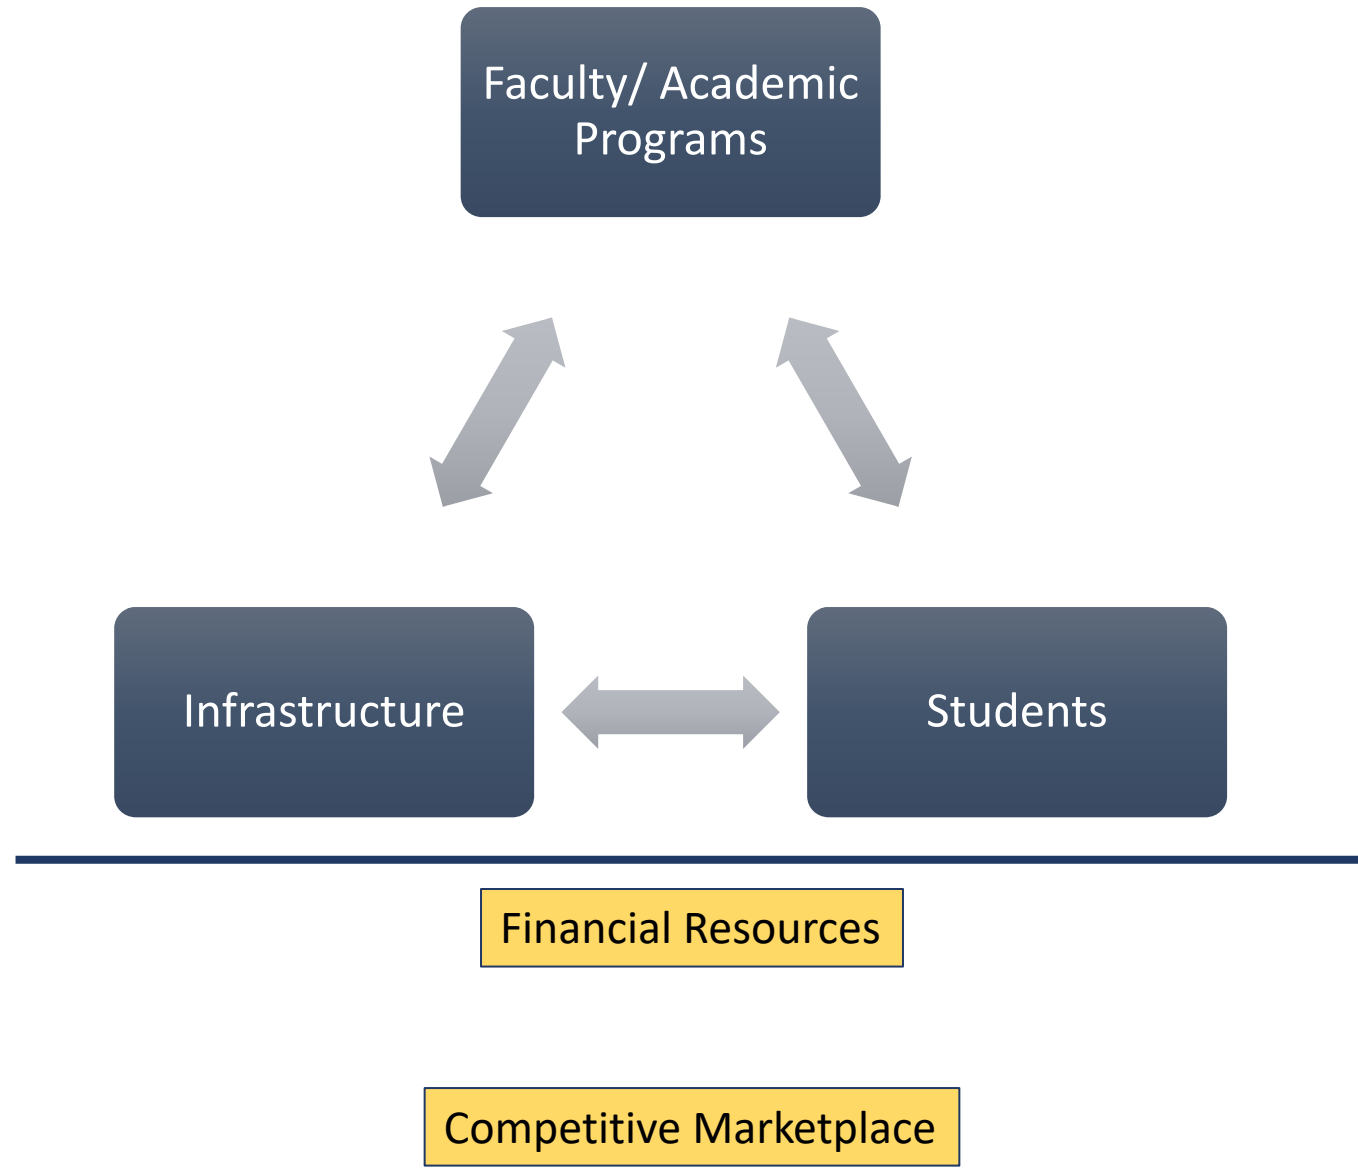 Faculty/ Academic
Programs
Infrastructure
Students
Financial Resources
Competitive Marketplace